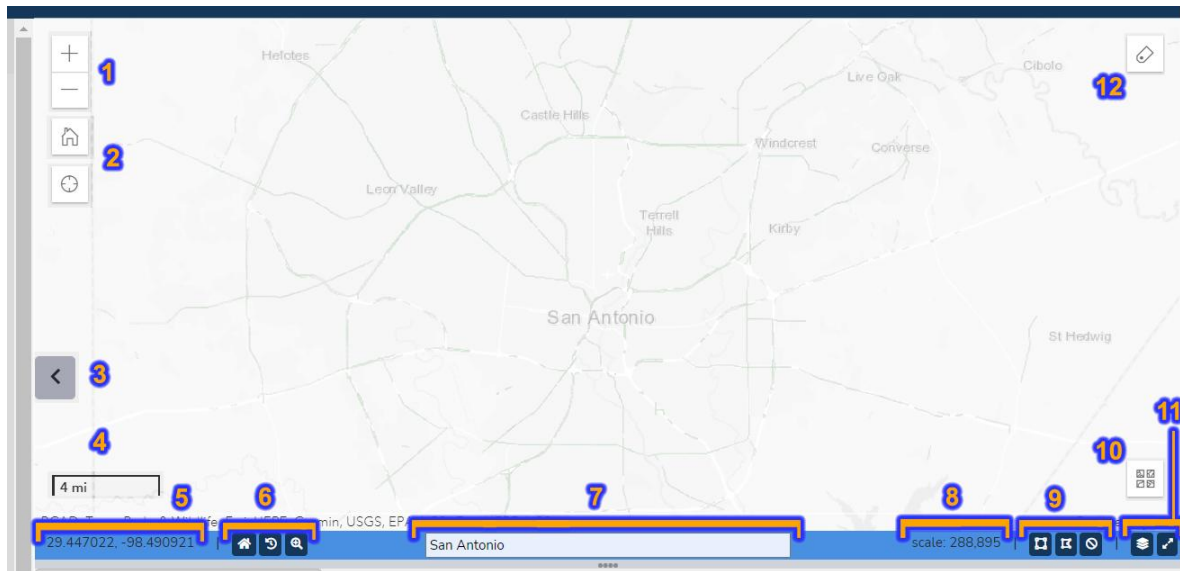 Helotes
1
12
Cibolo
Live Oak
Castle Hills
2
Windcrest
Converse
Leon Valley
Terrell
Hills
Kirby
San Antonio
St Hedwig
3
11
4
10
4 mi
5
6
7
8
9
USGS, EPA
29.447022, -98.490921 |
San Antonio
scale: 288,895 |
|